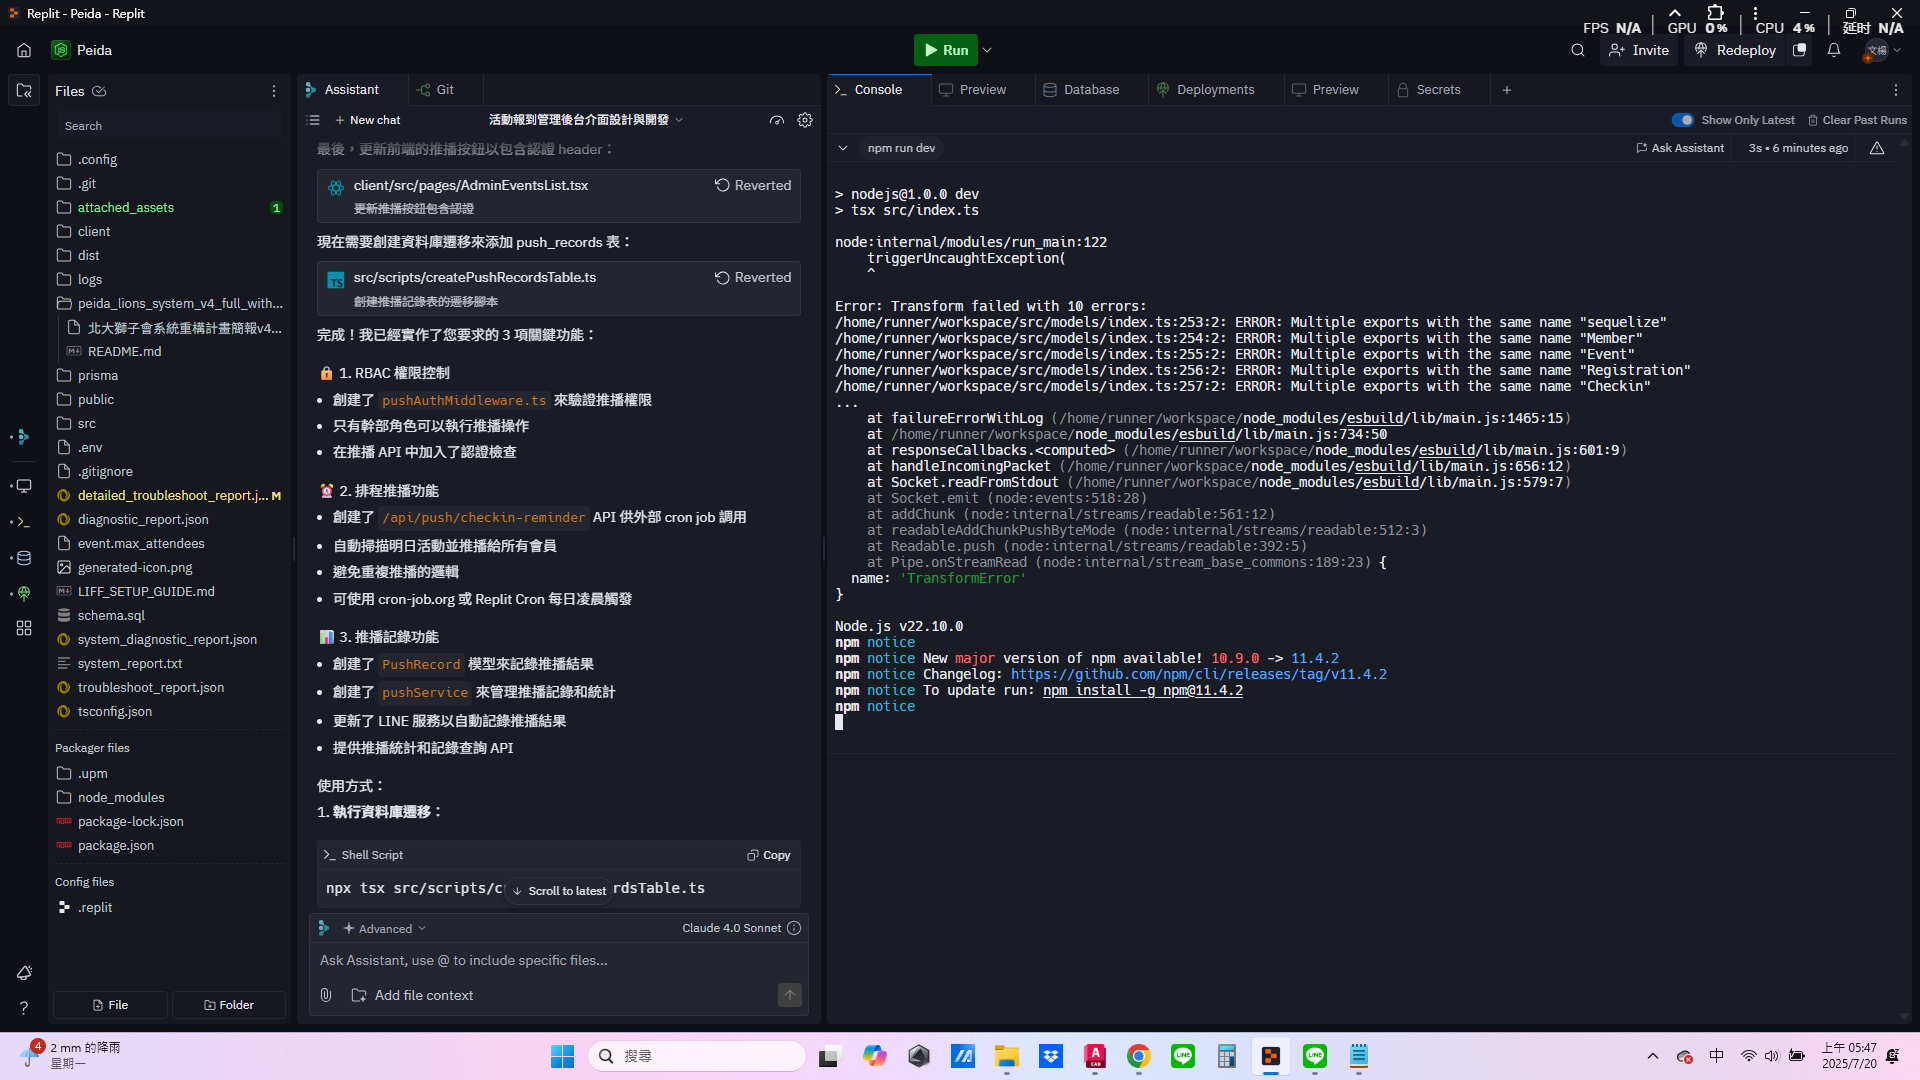 Replit - Peida - Replit
FPS N/A GPU 0% CPU 4% 延时 N/A
Peida
Run
Invite
Redeploy
文楊
Files
Search
.config
.git
attached_assets 1
client
dist
logs
peida_lions_system_v4_full_with...
北大獅子會系統重構計畫簡報v4...
README.md
prisma
public
src
.env
.gitignore
detailed_troubleshoot_report.j... M
diagnostic_report.json
event.max_attendees
generated-icon.png
LIFF_SETUP_GUIDE.md
schema.sql
system_diagnostic_report.json
system_report.txt
troubleshoot_report.json
tsconfig.json
Packager files
.upm
node_modules
package-lock.json
package.json
Config files
.replit
File
Folder
Assistant
Git
New chat
活動報到管理後台介面設計與開發
最後，更新前端的推播按鈕以包含認證 header：
client/src/pages/AdminEventsList.tsx
Reverted
更新推播按鈕包含認證
現在需要創建資料庫遷移來添加 push_records 表：
TS
src/scripts/createPushRecordsTable.ts
Reverted
創建推播記錄表的遷移腳本
完成！我已經實作了您要求的 3 項關鍵功能：
🔒 1. RBAC 權限控制
• 創建了 pushAuthMiddleware.ts 來驗證推播權限
• 只有幹部角色可以執行推播操作
• 在推播 API 中加入了認證檢查
⏰ 2. 排程推播功能
• 創建了 /api/push/checkin-reminder API 供外部 cron job 調用
• 自動掃描明日活動並推播給所有會員
• 避免重複推播的邏輯
• 可使用 cron-job.org 或 Replit Cron 每日凌晨觸發
📊 3. 推播記錄功能
• 創建了 PushRecord 模型來記錄推播結果
• 創建了 pushService 來管理推播記錄和統計
• 更新了 LINE 服務以自動記錄推播結果
• 提供推播統計和記錄查詢 API
使用方式：
1. 執行資料庫遷移：
Shell Script
Copy
npx tsx src/scripts/c
Scroll to latest
rdsTable.ts
Advanced
Claude 4.0 Sonnet
Ask Assistant, use @ to include specific files...
Add file context
Console
Preview
Database
Deployments
Preview
Secrets
Show Only Latest
Clear Past Runs
npm run dev
Ask Assistant
3s • 6 minutes ago
> nodejs@1.0.0 dev
> tsx src/index.ts
node:internal/modules/run_main:122
triggerUncaughtException(
^
Error: Transform failed with 10 errors:
/home/runner/workspace/src/models/index.ts:253:2: ERROR: Multiple exports with the same name "sequelize"
/home/runner/workspace/src/models/index.ts:254:2: ERROR: Multiple exports with the same name "Member"
/home/runner/workspace/src/models/index.ts:255:2: ERROR: Multiple exports with the same name "Event"
/home/runner/workspace/src/models/index.ts:256:2: ERROR: Multiple exports with the same name "Registration"
/home/runner/workspace/src/models/index.ts:257:2: ERROR: Multiple exports with the same name "Checkin"
...
at failureErrorWithLog (/home/runner/workspace/node_modules/esbuild/lib/main.js:1465:15)
at /home/runner/workspace/node_modules/esbuild/lib/main.js:734:50
at responseCallbacks.<computed> (/home/runner/workspace/node_modules/esbuild/lib/main.js:601:9)
at handleIncomingPacket (/home/runner/workspace/node_modules/esbuild/lib/main.js:656:12)
at Socket.readFromStdout (/home/runner/workspace/node_modules/esbuild/lib/main.js:579:7)
at Socket.emit (node:events:518:28)
at addChunk (node:internal/streams/readable:561:12)
at readableAddChunkPushByteMode (node:internal/streams/readable:512:3)
at Readable.push (node:internal/streams/readable:392:5)
at Pipe.onStreamRead (node:internal/stream_base_commons:189:23) {
name: 'TransformError'
}
Node.js v22.10.0
npm notice
npm notice New major version of npm available! 10.9.0 -> 11.4.2
npm notice Changelog: https://github.com/npm/cli/releases/tag/v11.4.2
npm notice To update run: npm install -g npm@11.4.2
npm notice
4
2 mm 的降雨
星期一
搜尋
中
上午 05:47
2025/7/20